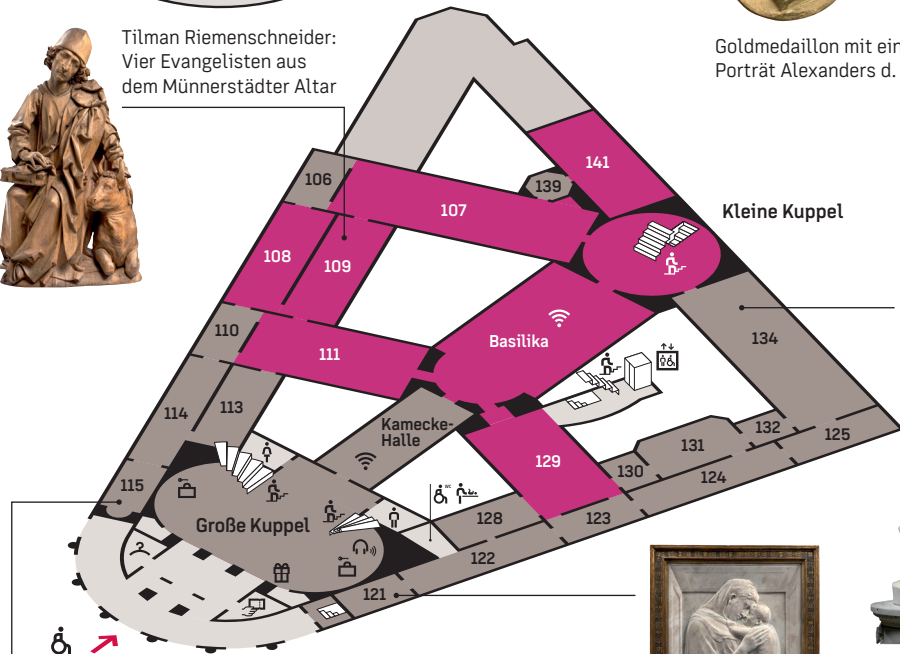 Tilman Riemenschneider:
Vier Evangelisten aus
dem Münnerstädter Altar
Goldmedaillon mit ein
Porträt Alexanders d.
141
106
139
107
Kleine Kuppel
108
109
110
Basilika
134
111
114
113
Kamecke-
Halle
132
131
125
129
130
124
115
Große Kuppel
WC
128
123
122
121